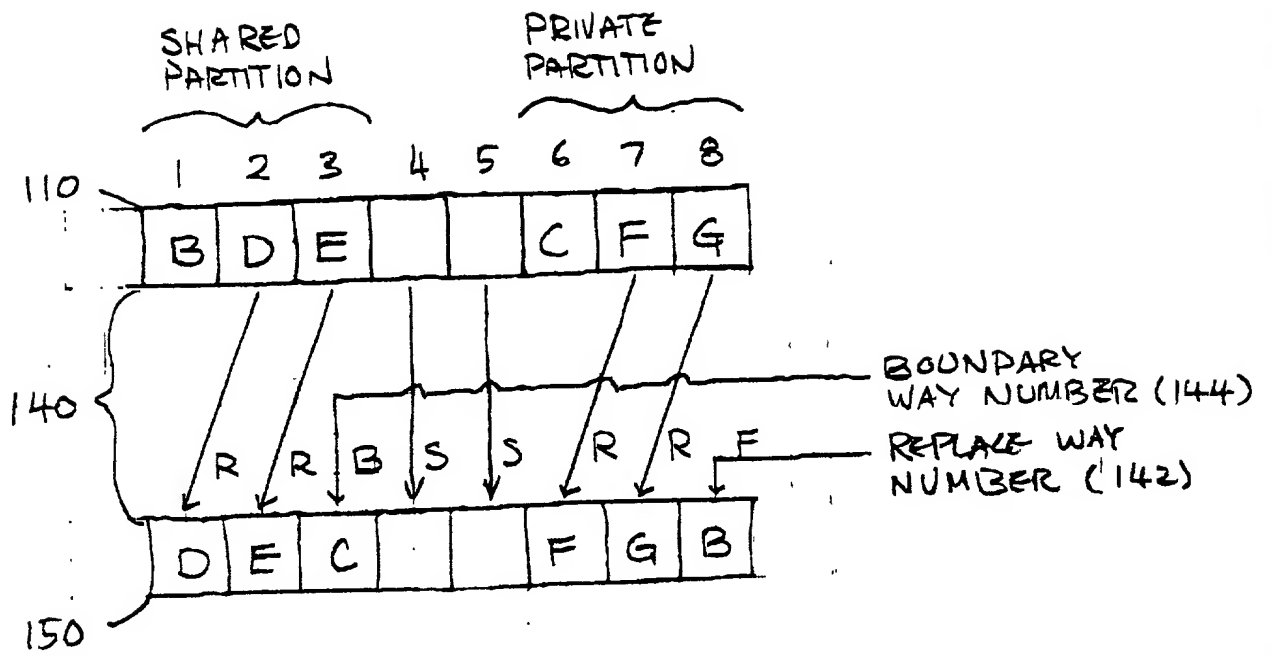 SHARED
PARTITION
PRIVATE
PARTITION
1 2 3 4 5 6 7 8
110
B D E C F G
140
BOUNDARY
WAY NUMBER (144)
R R B S S R R F
REPLACE WAY
NUMBER (142)
D E C F G B
150